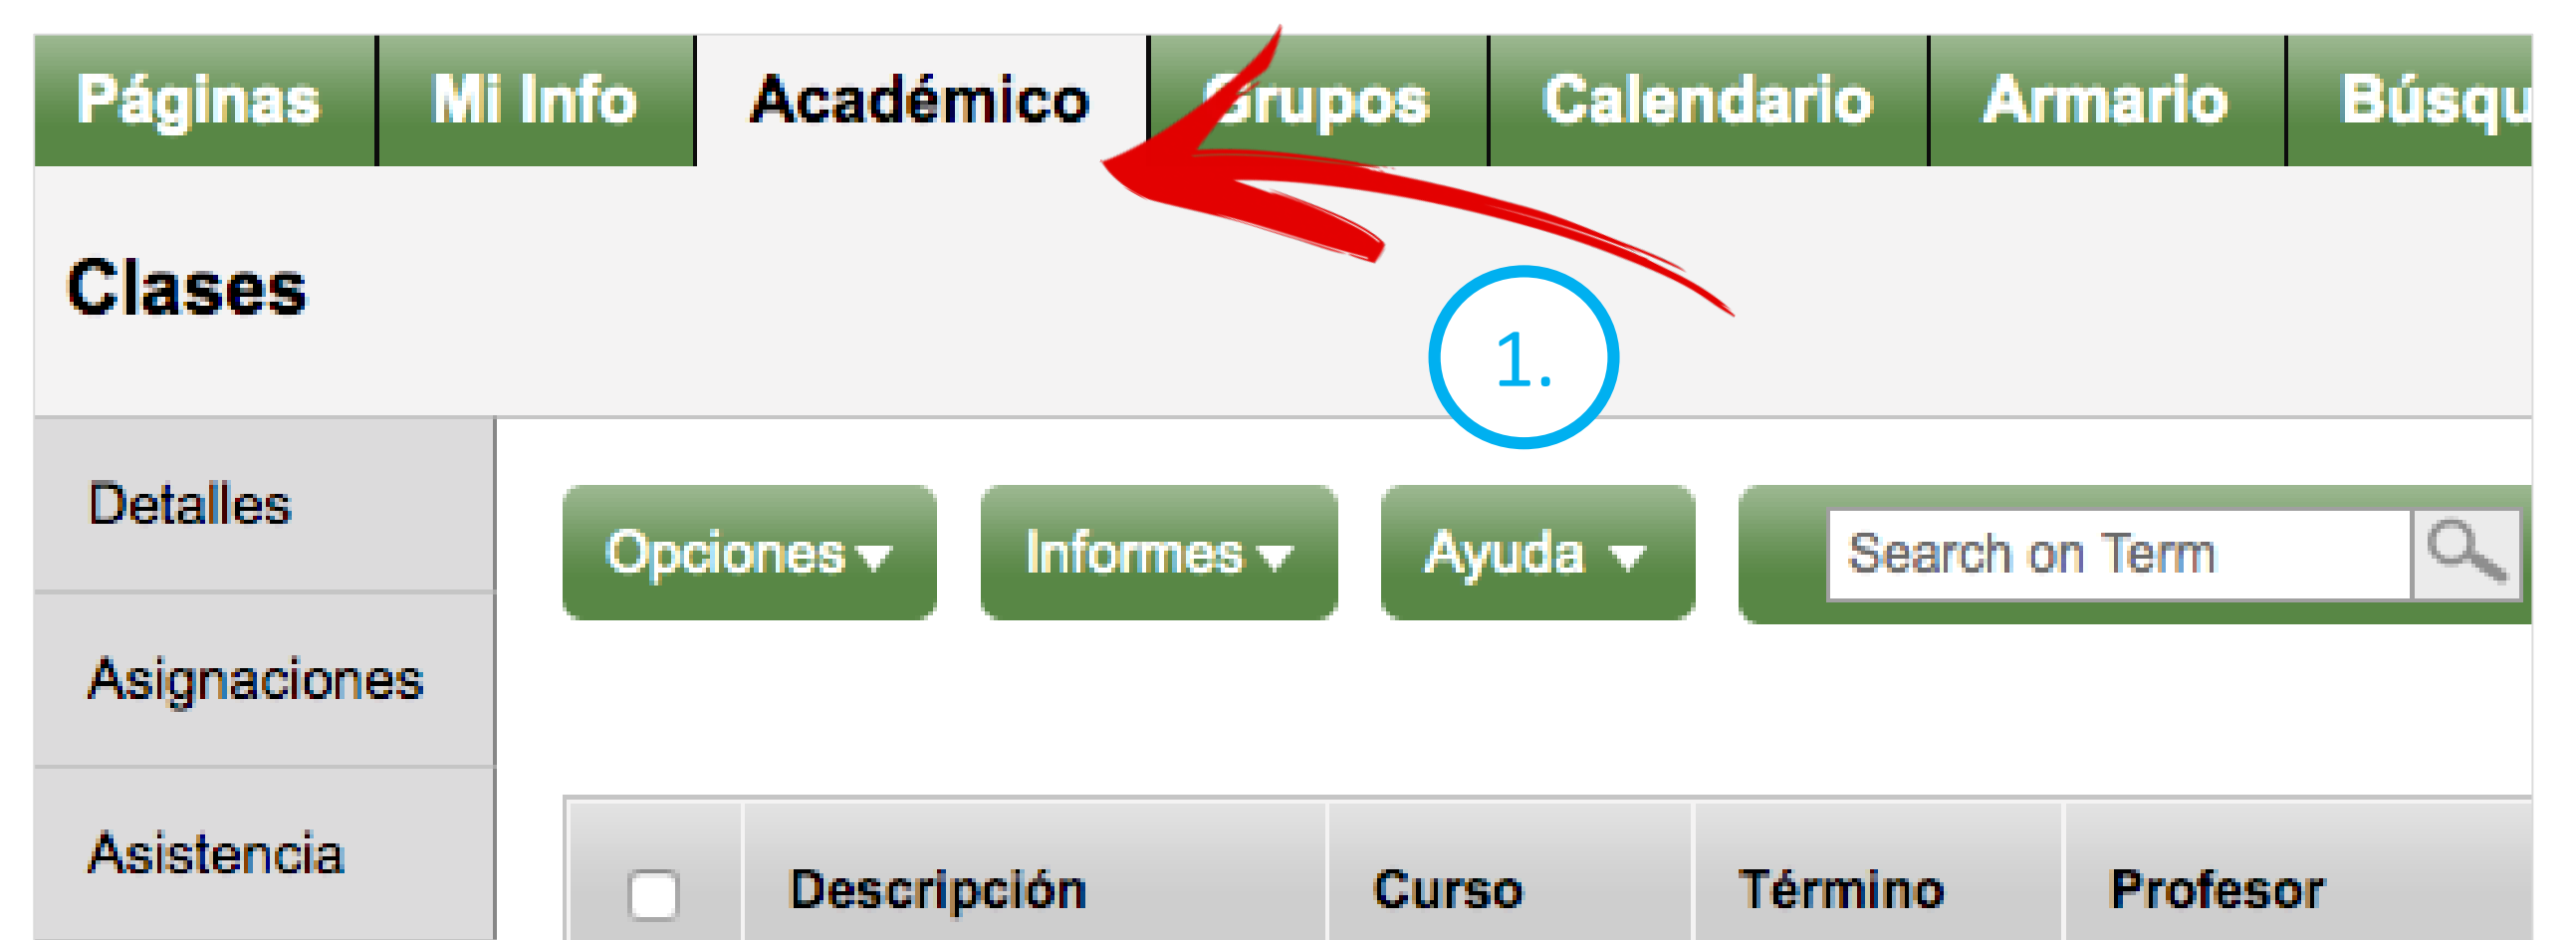 Páginas Mi Info Académico Grupos Calendario Armario Búsqu
Clases
1.
Detalles
Opciones Informes Ayuda Search on Term
Asignaciones
Asistencia
Descripción Curso Término Profesor